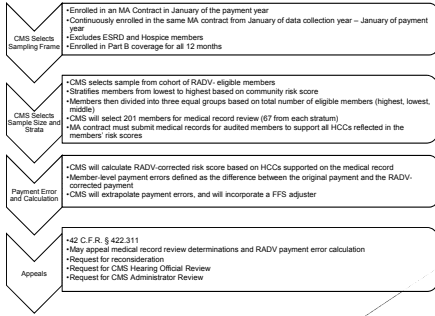 CMS Selects
Sampling Frame
•Enrolled in an MA Contract in January of the payment year
•Continuously enrolled in the same MA contract from January of data collection year – January of payment
year
•Excludes ESRD and Hospice members
•Enrolled in Part B coverage for all 12 months
CMS Selects
Sample Size and
Strata
•CMS selects sample from cohort of RADV- eligible members
•Stratifies members from lowest to highest based on community risk score
•Members then divided into three equal groups based on total number of eligible members (highest, lowest,
middle)
•CMS will select 201 members for medical record review (67 from each stratum)
•MA contract must submit medical records for audited members to support all HCCs reflected in the
members' risk scores
Payment Error
and Calculation
•CMS will calculate RADV-corrected risk score based on HCCs supported on the medical record
•Member-level payment errors defined as the difference between the original payment and the RADV-
corrected payment
•CMS will extrapolate payment errors, and will incorporate a FFS adjuster
Appeals
•42 C.F.R. § 422.311
•May appeal medical record review determinations and RADV payment error calculation
•Request for reconsideration
•Request for CMS Hearing Official Review
•Request for CMS Administrator Review